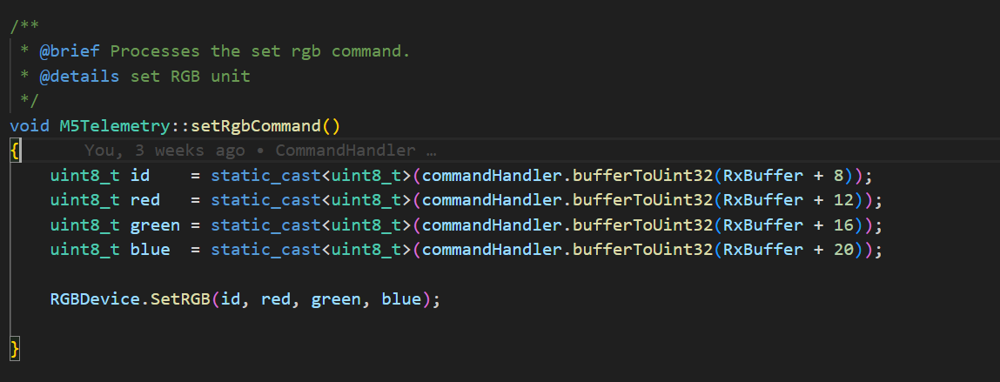 /**
 * @brief Processes the set rgb command.
 * @details set RGB unit
 */
void M5Telemetry::setRgbCommand()
{      You, 3 weeks ago • CommandHandler …
    uint8_t id    = static_cast<uint8_t>(commandHandler.bufferToUint32(RxBuffer + 8));
    uint8_t red   = static_cast<uint8_t>(commandHandler.bufferToUint32(RxBuffer + 12));
    uint8_t green = static_cast<uint8_t>(commandHandler.bufferToUint32(RxBuffer + 16));
    uint8_t blue  = static_cast<uint8_t>(commandHandler.bufferToUint32(RxBuffer + 20));

    RGBDevice.SetRGB(id, red, green, blue);

}